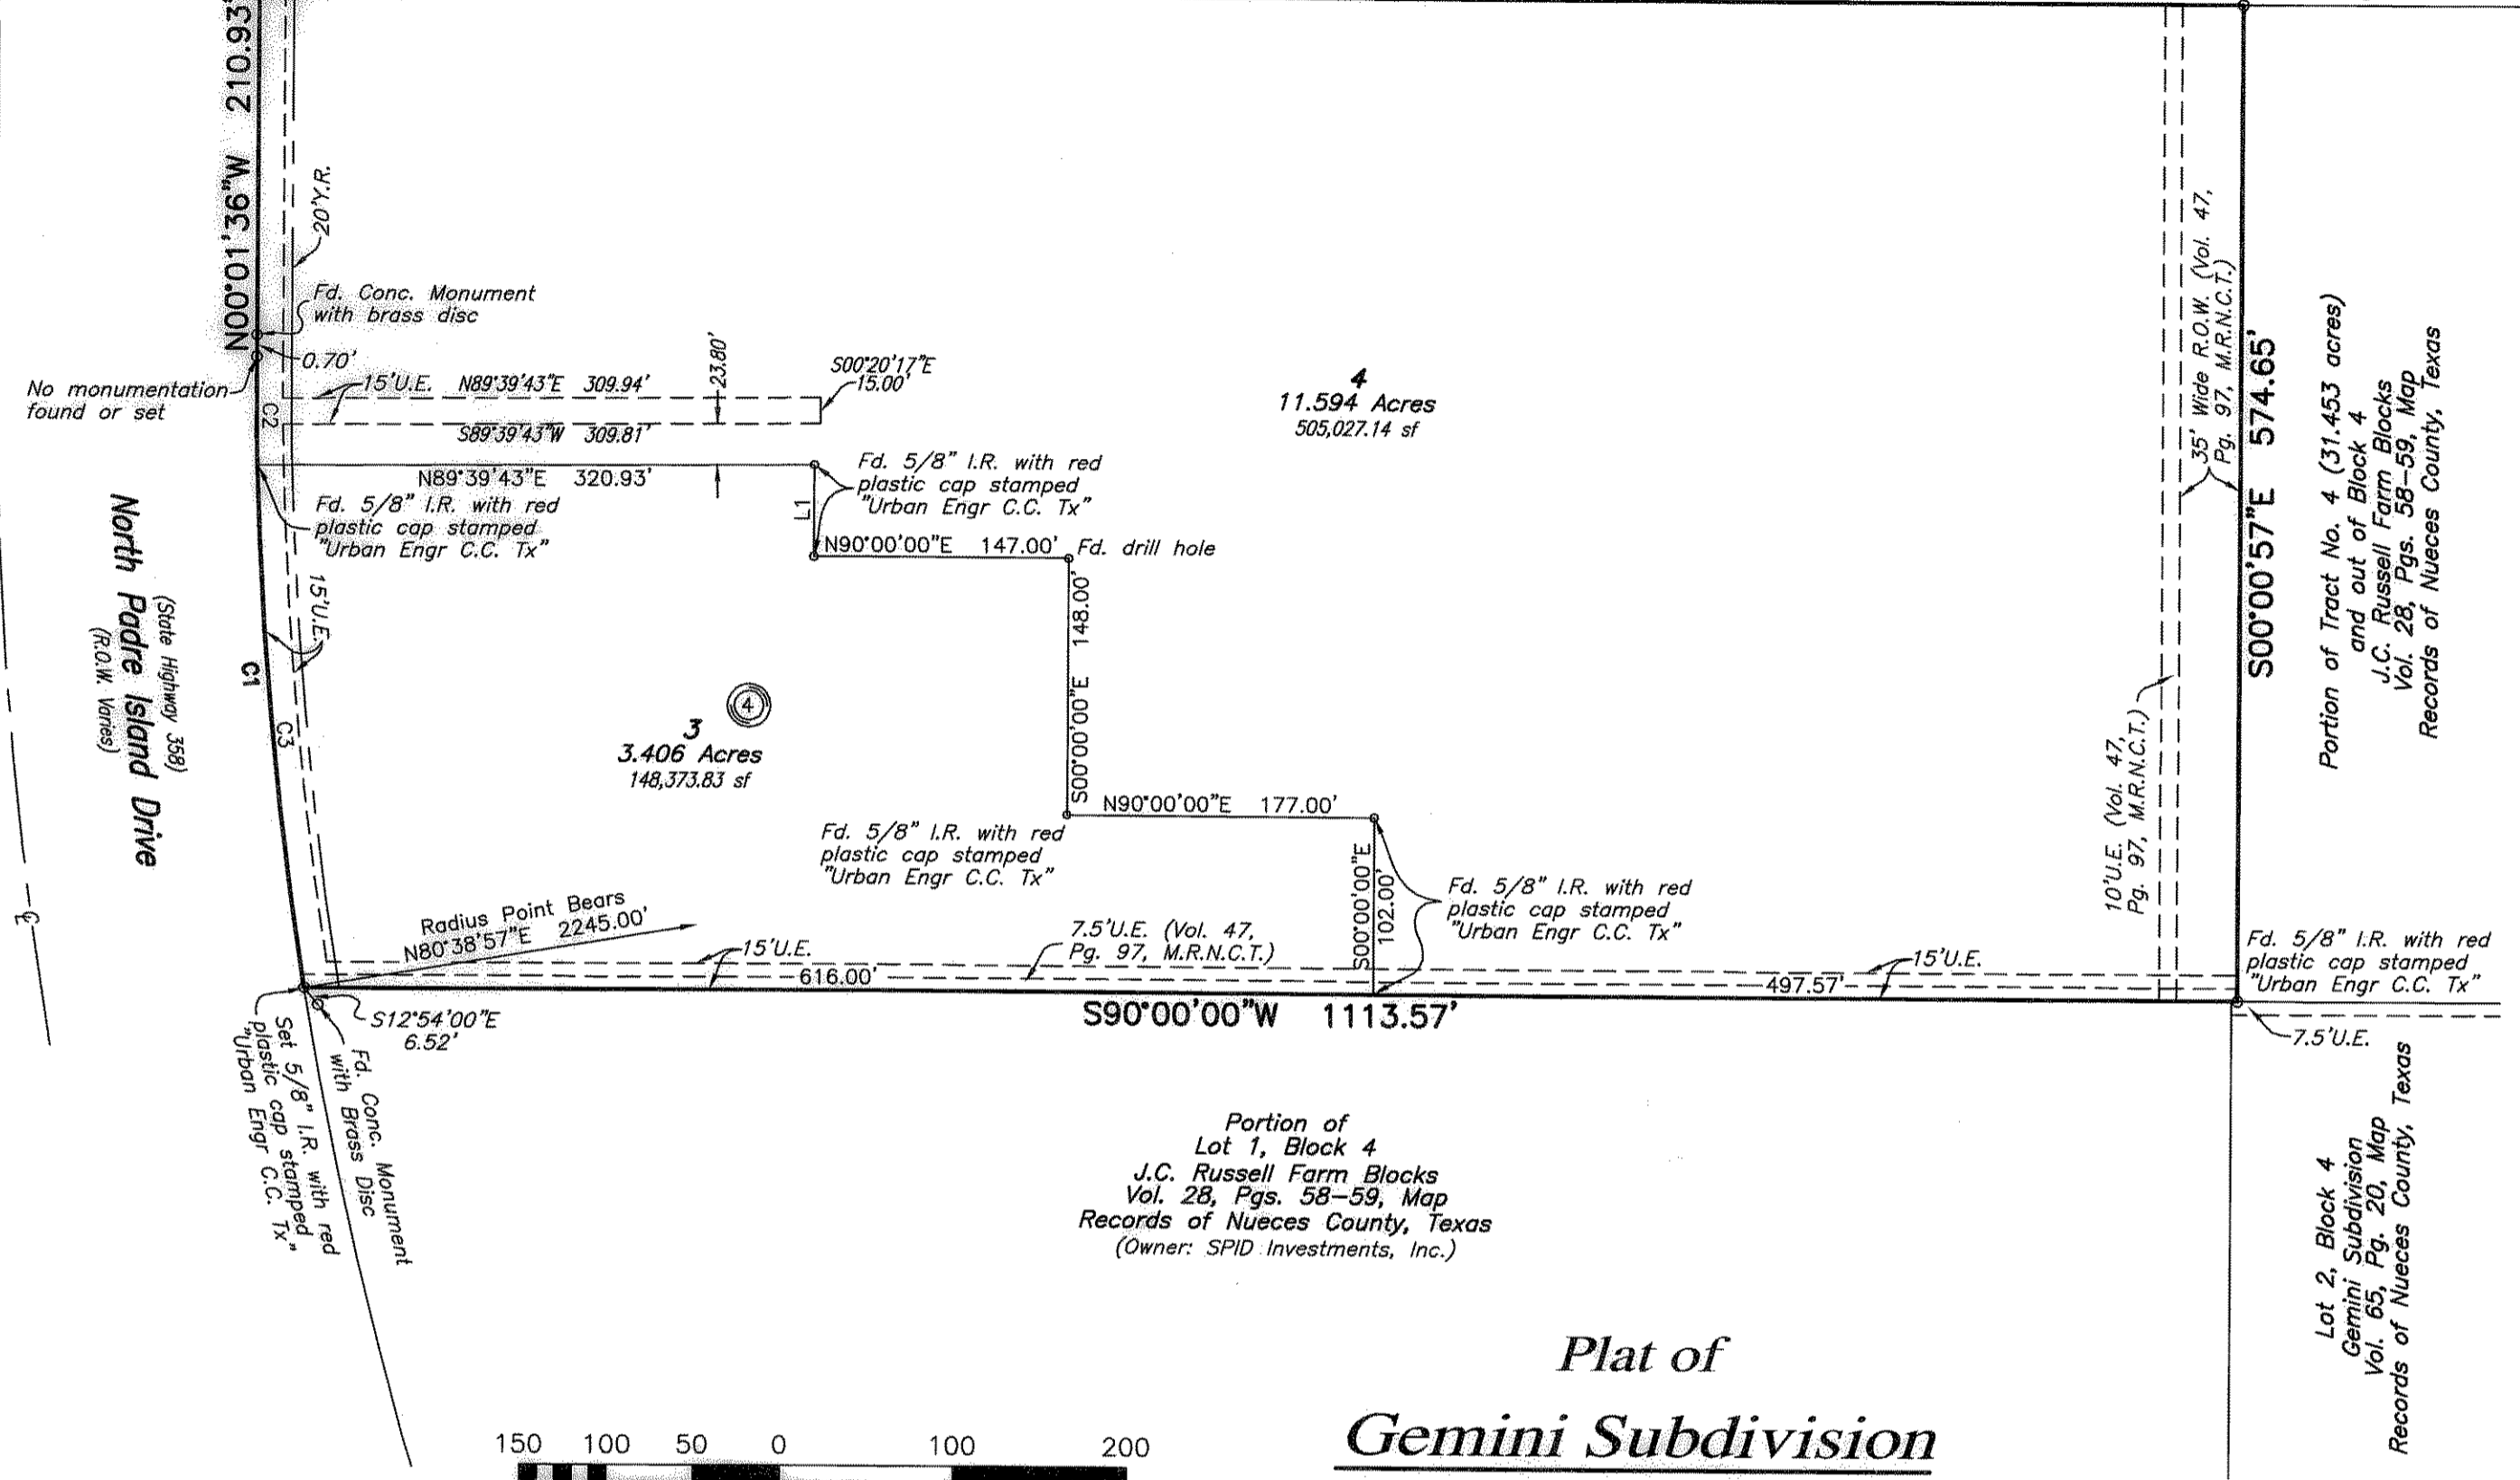 N00°01'36"W 210.93'
20'Y.R.
Fd. Conc. Monument
with brass disc
0.70'
No monumentation
found or set
15'U.E. N89°39'43"E 309.94'
S89°39'43"W 309.81'
23.80'
S00°20'17"E
15.00'
C2
N89°39'43"E 320.93'
Fd. 5/8" I.R. with red
plastic cap stamped
"Urban Engr C.C. Tx"
Fd. 5/8" I.R. with red
plastic cap stamped
"Urban Engr C.C. Tx"
L1
N90°00'00"E 147.00'
Fd. drill hole
4
11.594 Acres
505,027.14 sf
35' Wide R.O.W. (Vol. 47,
Pg. 97, M.R.N.C.T.)
S00°00'57"E 574.65'
Portion of Tract No. 4 (31.453 acres)
and out of Block 4
J.C. Russell Farm Blocks
Vol. 28, Pgs. 58-59, Map
Records of Nueces County, Texas
North Padre Island Drive
(State Highway 358)
(R.O.W. Varies)
15'U.E.
C1
C3
4
3
3.406 Acres
148,373.83 sf
S00°00'00"E 148.00'
N90°00'00"E 177.00'
Fd. 5/8" I.R. with red
plastic cap stamped
"Urban Engr C.C. Tx"
S00°00'00"E
102.00'
Fd. 5/8" I.R. with red
plastic cap stamped
"Urban Engr C.C. Tx"
10'U.E. (Vol. 47,
Pg. 97, M.R.N.C.T.)
Radius Point Bears
N80°38'57"E 2245.00'
15'U.E.
7.5'U.E. (Vol. 47,
Pg. 97, M.R.N.C.T.)
616.00'
15'U.E.
497.57'
Fd. 5/8" I.R. with red
plastic cap stamped
"Urban Engr C.C. Tx"
S90°00'00"W 1113.57'
7.5'U.E.
S12°54'00"E
6.52'
Fd. Conc. Monument
with Brass Disc
Set 5/8" I.R. with red
plastic cap stamped
"Urban Engr C.C. Tx"
Portion of
Lot 1, Block 4
J.C. Russell Farm Blocks
Vol. 28, Pgs. 58-59, Map
Records of Nueces County, Texas
(Owner: SPID Investments, Inc.)
Lot 2, Block 4
Gemini Subdivision
Vol. 65, Pg. 20, Map
Records of Nueces County, Texas
Plat of
Gemini Subdivision
150 100 50 0 100 200